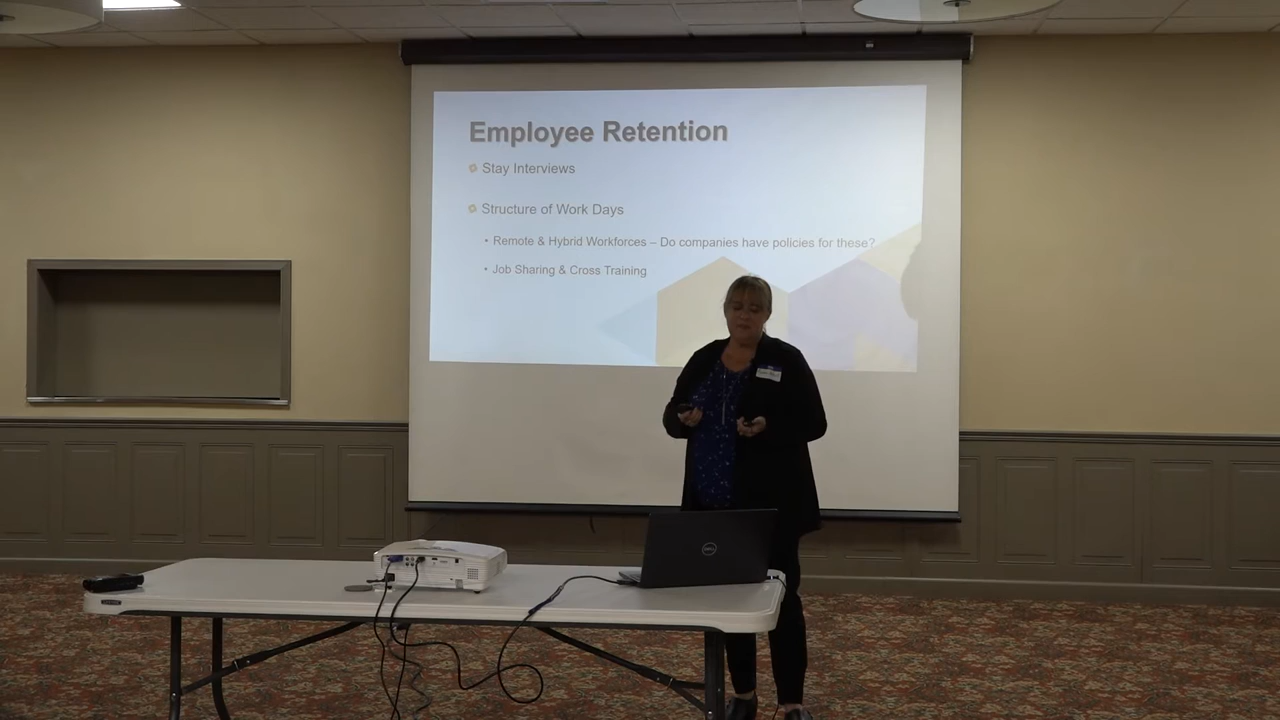 Employee Retention
Stay Interviews
Structure of Work Days
• Remote & Hybrid Workforces – Do companies have policies for these?
• Job Sharing & Cross Training
DELL